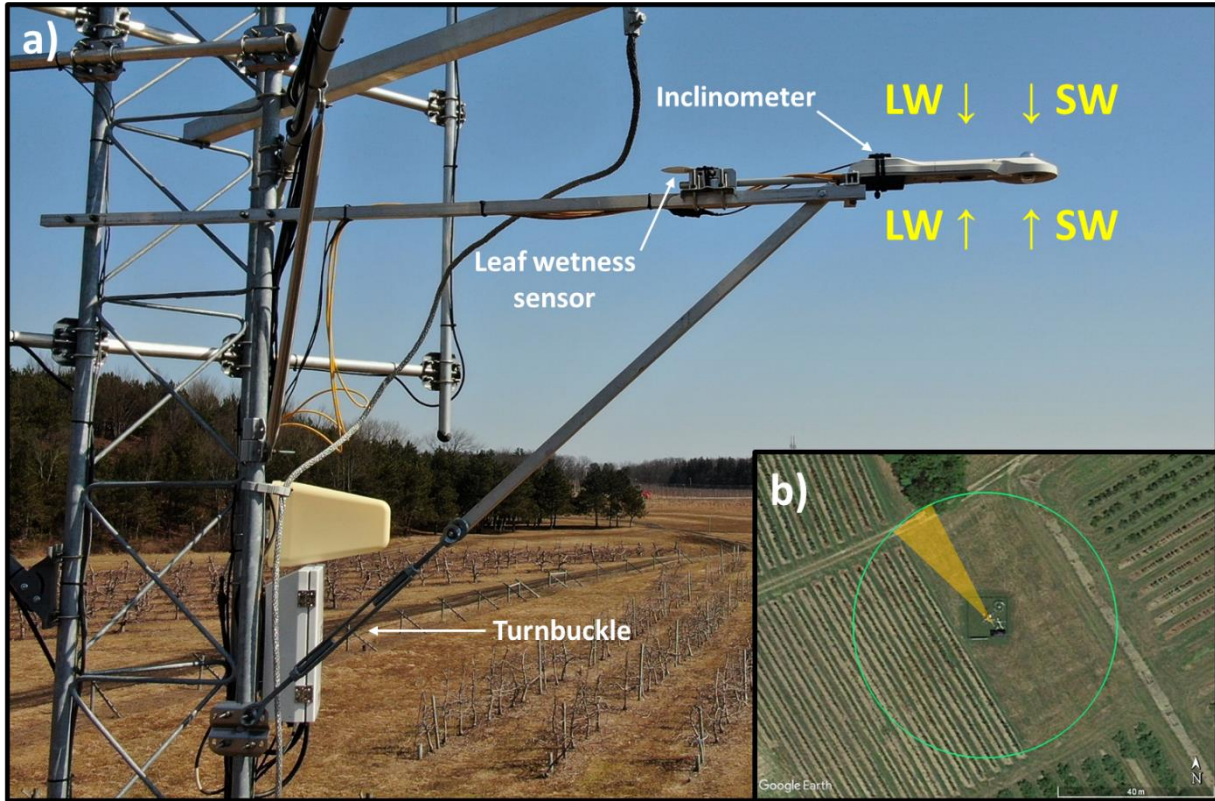 a)
Inclinometer
LW ↓ ↓ SW
LW ↑ ↑ SW
Leaf wetness
sensor
Turnbuckle
b)
Google Earth
N
40 m